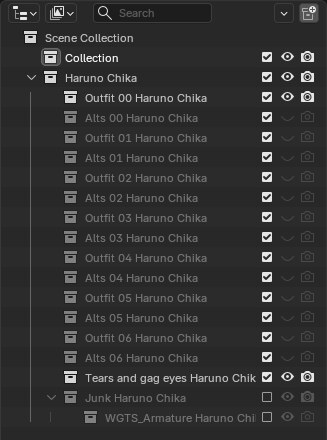 Search
Scene Collection
Collection
Haruno Chika
Outfit 00 Haruno Chika
Alts 00 Haruno Chika
Outfit 01 Haruno Chika
Alts 01 Haruno Chika
Outfit 02 Haruno Chika
Alts 02 Haruno Chika
Outfit 03 Haruno Chika
Alts 03 Haruno Chika
Outfit 04 Haruno Chika
Alts 04 Haruno Chika
Outfit 05 Haruno Chika
Alts 05 Haruno Chika
Outfit 06 Haruno Chika
Alts 06 Haruno Chika
Tears and gag eyes Haruno Chik
Junk Haruno Chika
WGTS_Armature Haruno Chi